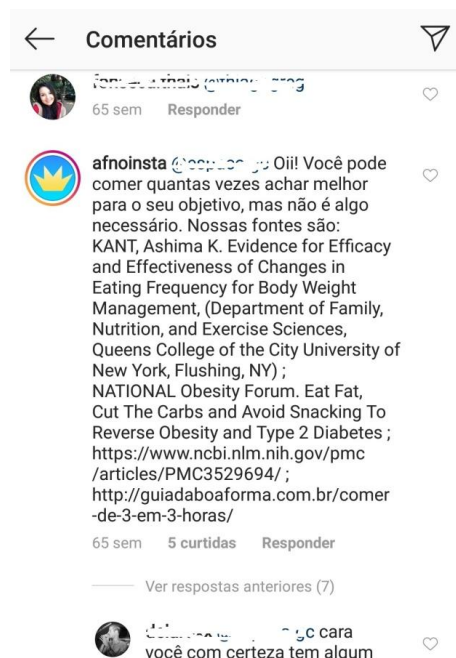 Comentários
65 sem Responder
afnoinsta Oii! Você pode
comer quantas vezes achar melhor
para o seu objetivo, mas não é algo
necessário. Nossas fontes são:
KANT, Ashima K. Evidence for Efficacy
and Effectiveness of Changes in
Eating Frequency for Body Weight
Management, (Department of Family,
Nutrition, and Exercise Sciences,
Queens College of the City University of
New York, Flushing, NY) ;
NATIONAL Obesity Forum. Eat Fat,
Cut The Carbs and Avoid Snacking To
Reverse Obesity and Type 2 Diabetes ;
https://www.ncbi.nlm.nih.gov/pmc
/articles/PMC3529694/ ;
http://guiadaboaforma.com.br/comer
-de-3-em-3-horas/
65 sem 5 curtidas Responder
Ver respostas anteriores (7)
cara
você com certeza tem algum